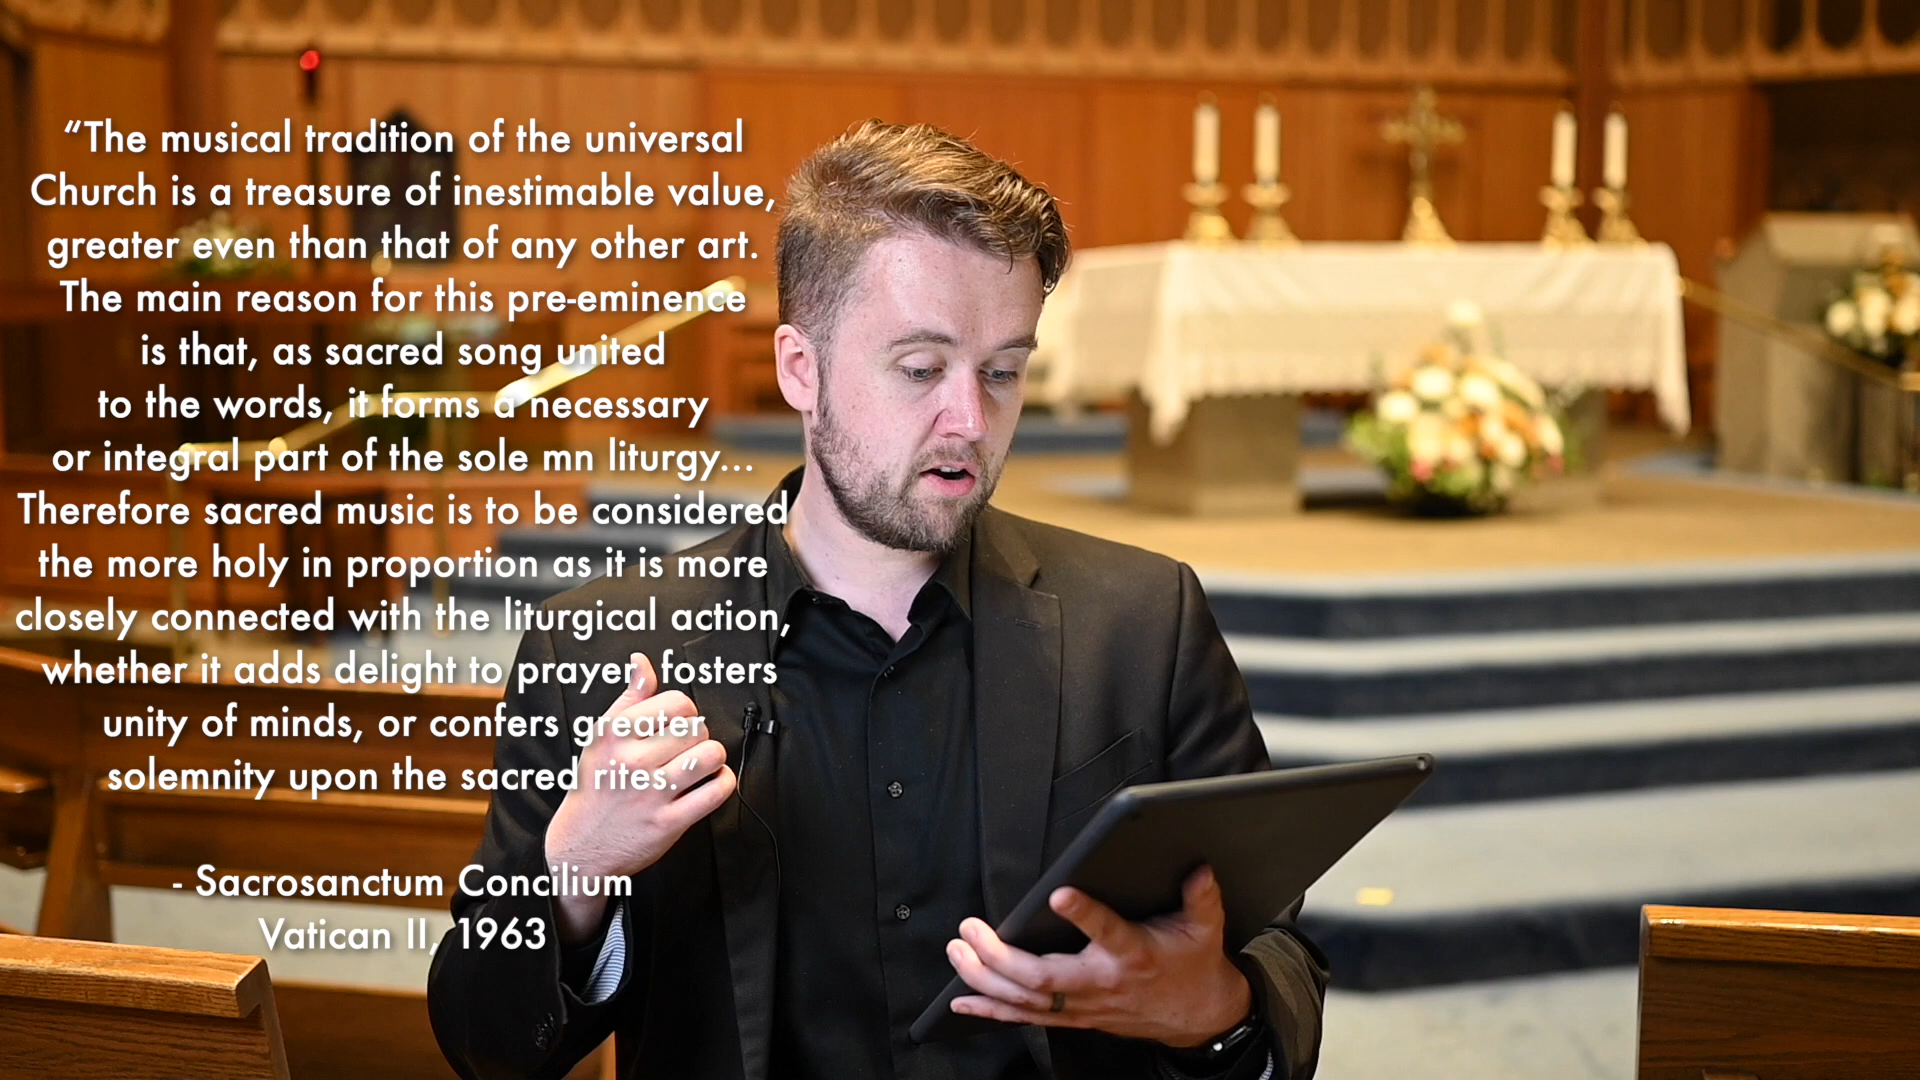 “The musical tradition of the universal
Church is a treasure of inestimable value,
greater even than that of any other art.
The main reason for this pre-eminence
is that, as sacred song united
to the words, it forms a necessary
or integral part of the sole mn liturgy...
Therefore sacred music is to be considered
the more holy in proportion as it is more
closely connected with the liturgical action,
whether it adds delight to prayer, fosters
unity of minds, or confers greater
solemnity upon the sacred rites.”
- Sacrosanctum Concilium
Vatican II, 1963